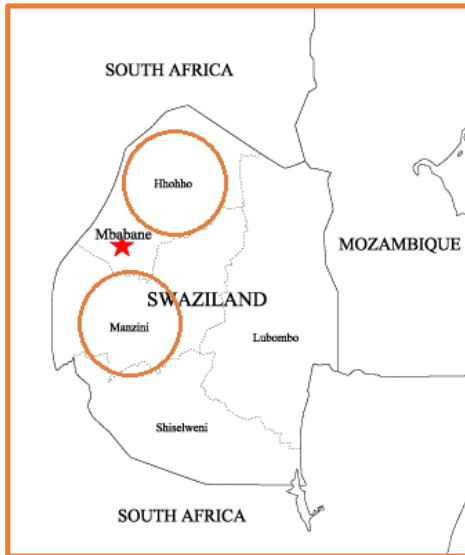 SOUTH AFRICA
Hhohho
Mbabane
MOZAMBIQUE
SWAZILAND
Manzini
Lubombo
Shiselweni
SOUTH AFRICA